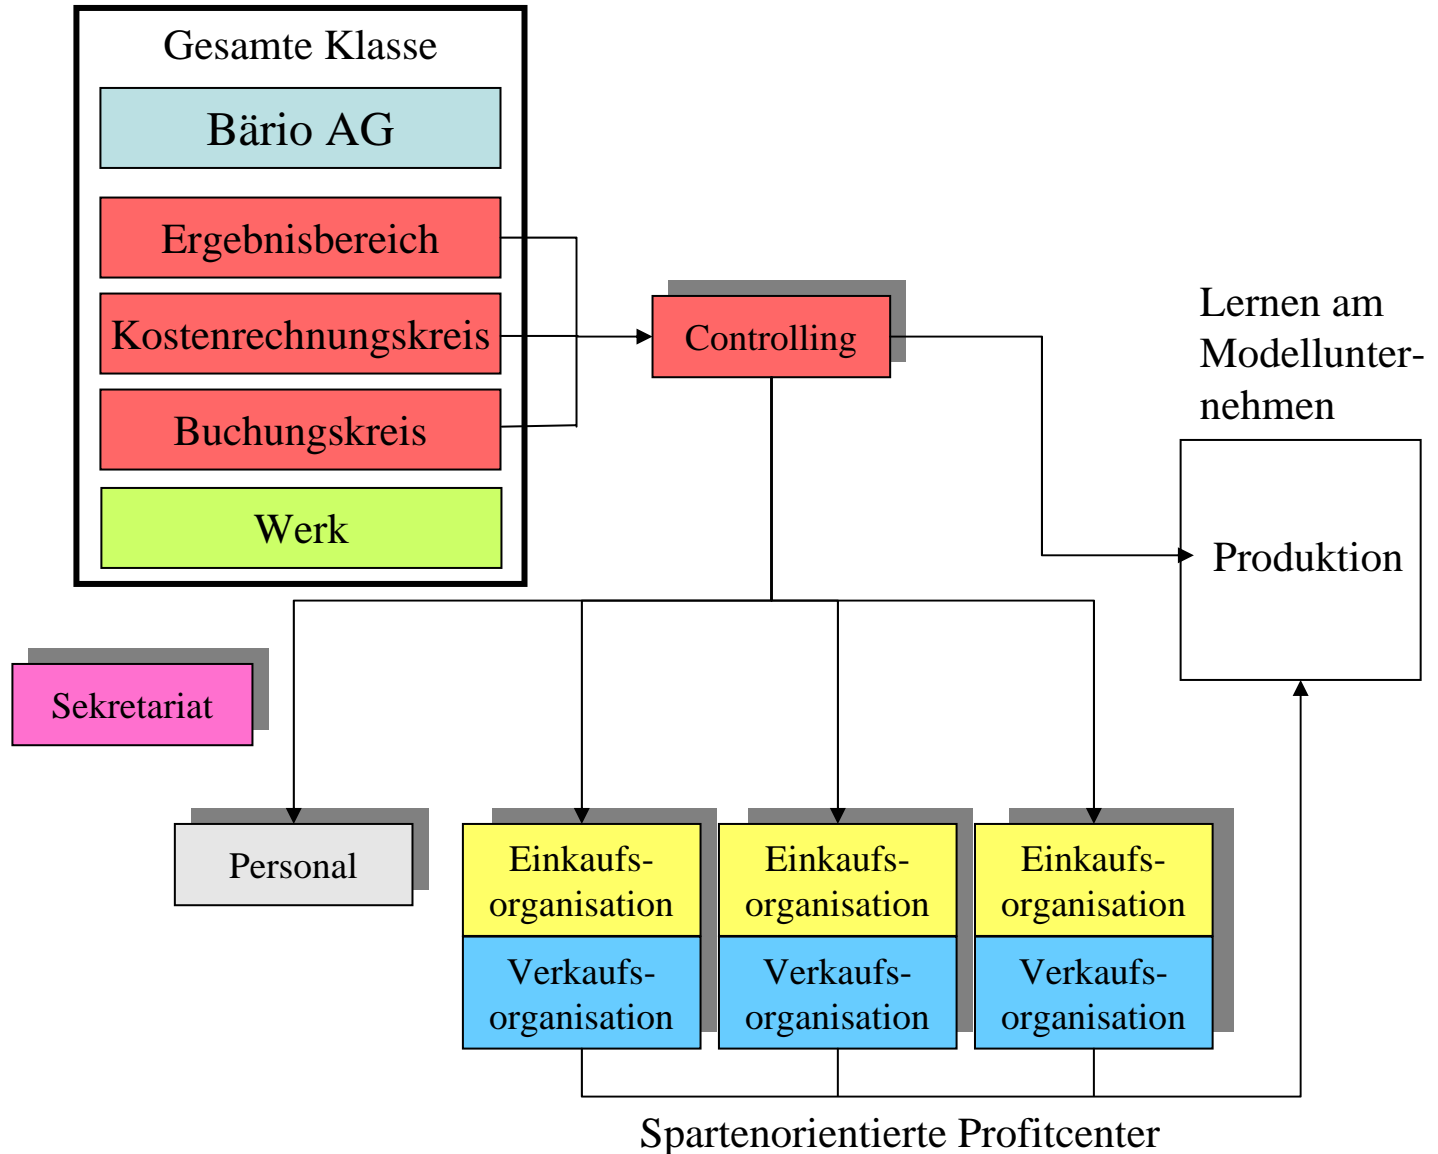 Gesamte Klasse
Bärio AG
Ergebnisbereich
Kostenrechnungskreis
Buchungskreis
Werk
Controlling
Lernen am
Modellunter-
nehmen
Produktion
Sekretariat
Personal
Einkaufs-
organisation
Verkaufs-
organisation
Einkaufs-
organisation
Verkaufs-
organisation
Einkaufs-
organisation
Verkaufs-
organisation
Spartenorientierte Profitcenter